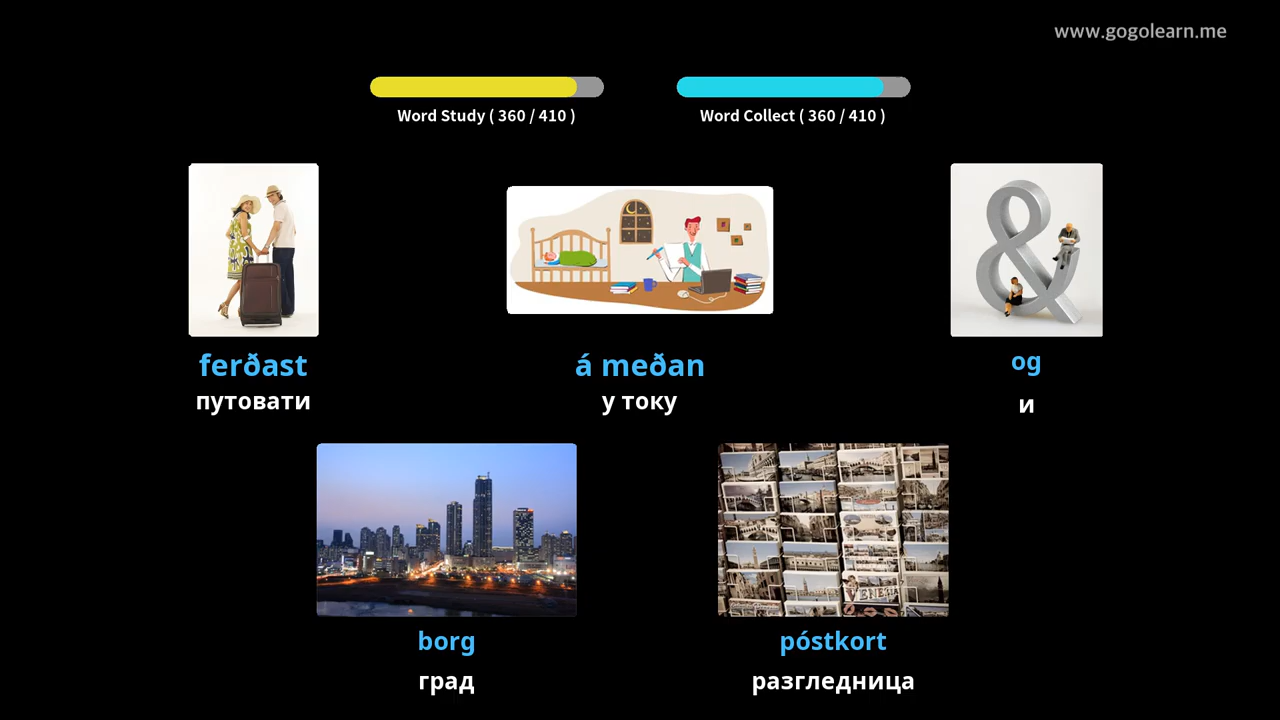 www.gogolearn.me
Word Study ( 360 / 410 )
Word Collect ( 360 / 410 )
ferðast
путовати
á meðan
у току
og
и
borg
град
póstkort
разгледница